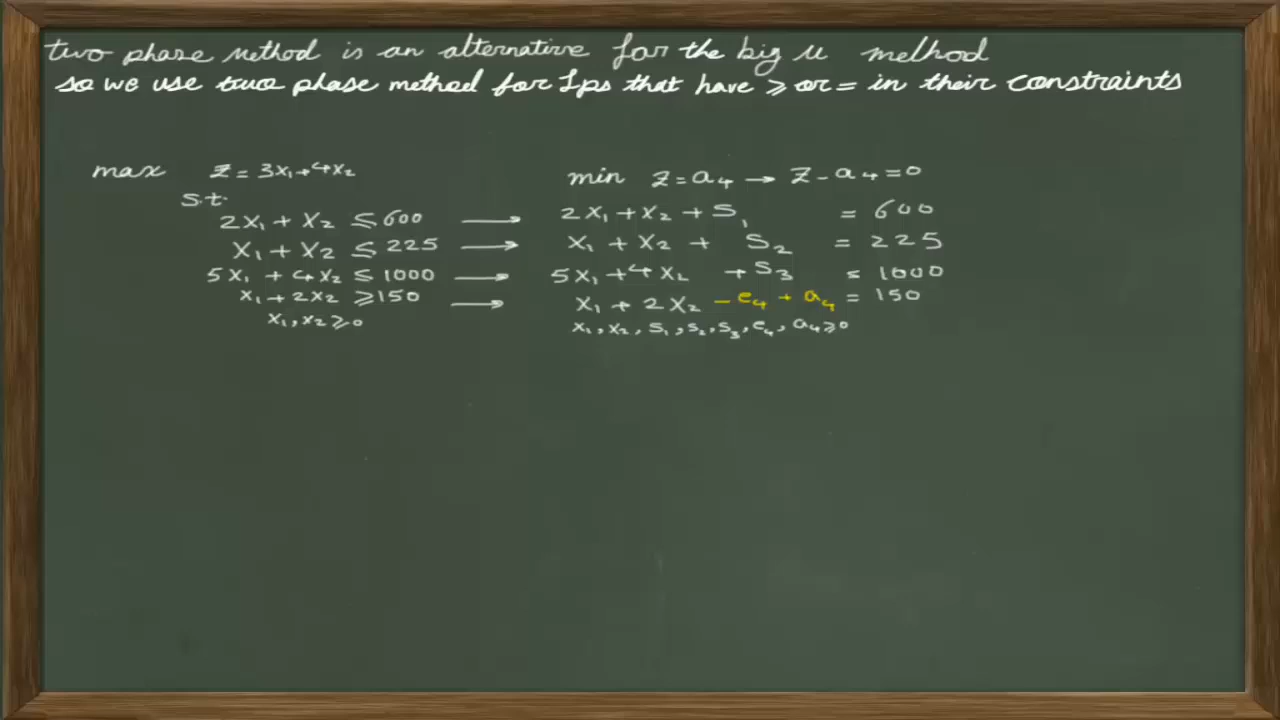 two phase method is an alternative for the big M method
so we use two phase method for Lps that have ≥ or = in their constraints
max z = 3x₁+4x₂
s.t.
2x₁ + x₂ ≤ 600 →
x₁ + x₂ ≤ 225 →
5x₁ + 4x₂ ≤ 1000 →
x₁ + 2x₂ ≥ 150 →
x₁, x₂ ≥ 0
min z = a₄ → z - a₄ = 0
2x₁ + x₂ + s₁ = 600
x₁ + x₂ + s₂ = 225
5x₁ + 4x₂ + s₃ = 1000
x₁ + 2x₂ - e₄ + a₄ = 150
x₁, x₂, s₁, s₂, s₃, e₄, a₄ ≥ 0